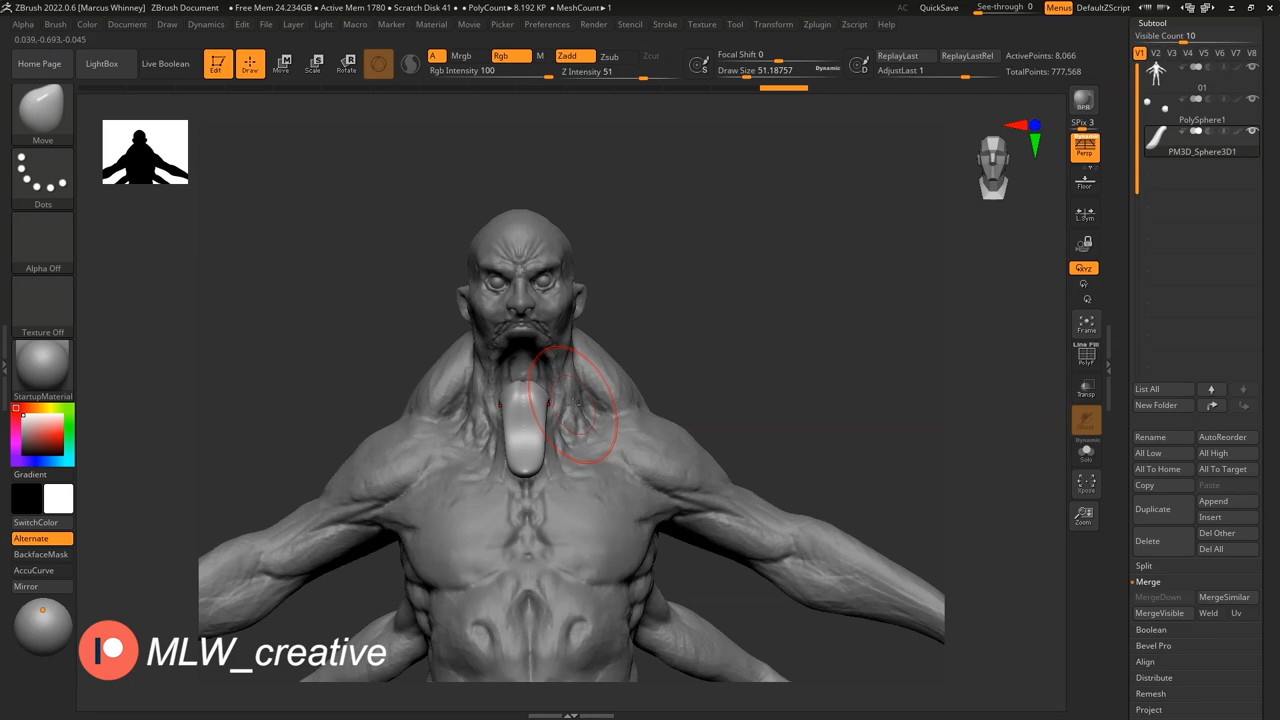 ZBrush 2022.0.6 [Marcus Whinney] ZBrush Document ● Free Mem 24.234GB ● Active Mem 1780 ● Scratch Disk 41 ● PolyCount▸8.192 KP ● MeshCount▸1 AC QuickSave See-through 0 Menus DefaultZScript
Alpha Brush Color Document Draw Dynamics Edit File Layer Light Macro Marker Material Movie Picker Preferences Render Stencil Stroke Texture Tool Transform Zplugin Zscript Help
0.039,-0.693,-0.045
Home Page LightBox Live Boolean Edit Draw Move Scale Rotate
A Mrgb Rgb M Zadd Zsub Zcut
Rgb Intensity 100 Z Intensity 51
S Focal Shift 0
Draw Size 51.18757 Dynamic
D ReplayLast ReplayLastRel
AdjustLast 1
ActivePoints: 8,066
TotalPoints: 777,568
Move
Dots
Alpha Off
Texture Off
StartupMaterial
Gradient
SwitchColor
Alternate
BackfaceMask
AccuCurve
Mirror
MLW_creative
BPR
SPix 3
Dynamic
Persp
Floor
L.Sym
XYZ
Frame
Line Fill
PolyF
Transp
Ghost
Dynamic
Solo
Xpose
Zoom
Subtool
Visible Count 10
V1 V2 V3 V4 V5 V6 V7 V8
01
PolySphere1
PM3D_Sphere3D1
List All
New Folder
Rename AutoReorder
All Low All High
All To Home All To Target
Copy Paste
Duplicate Append
Insert
Delete Del Other
Del All
Split
Merge
MergeDown MergeSimilar
MergeVisible Weld Uv
Boolean
Bevel Pro
Align
Distribute
Remesh
Project